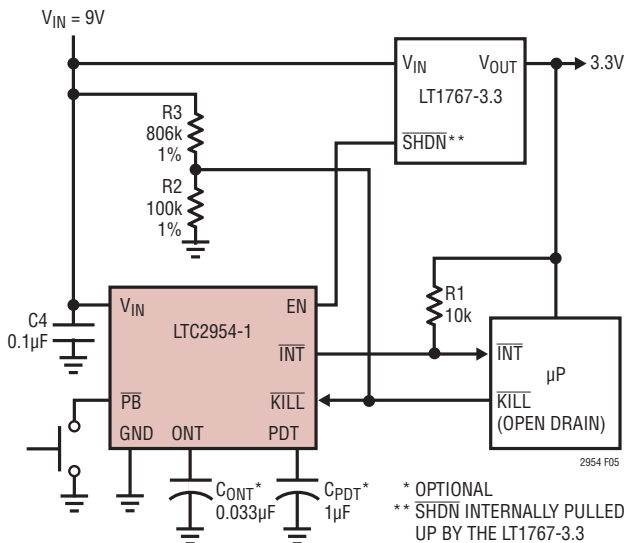 VIN = 9V
VIN
VOUT
3.3V
LT1767-3.3
SHDN**
R3
806k
1%
R2
100k
1%
C4
0.1µF
VIN
EN
LTC2954-1
INT
PB
KILL
GND
ONT
PDT
R1
10k
INT
µP
KILL
(OPEN DRAIN)
2954 F05
CONT*
0.033µF
CPDT*
1µF
* OPTIONAL
** SHDN INTERNALLY PULLED
UP BY THE LT1767-3.3